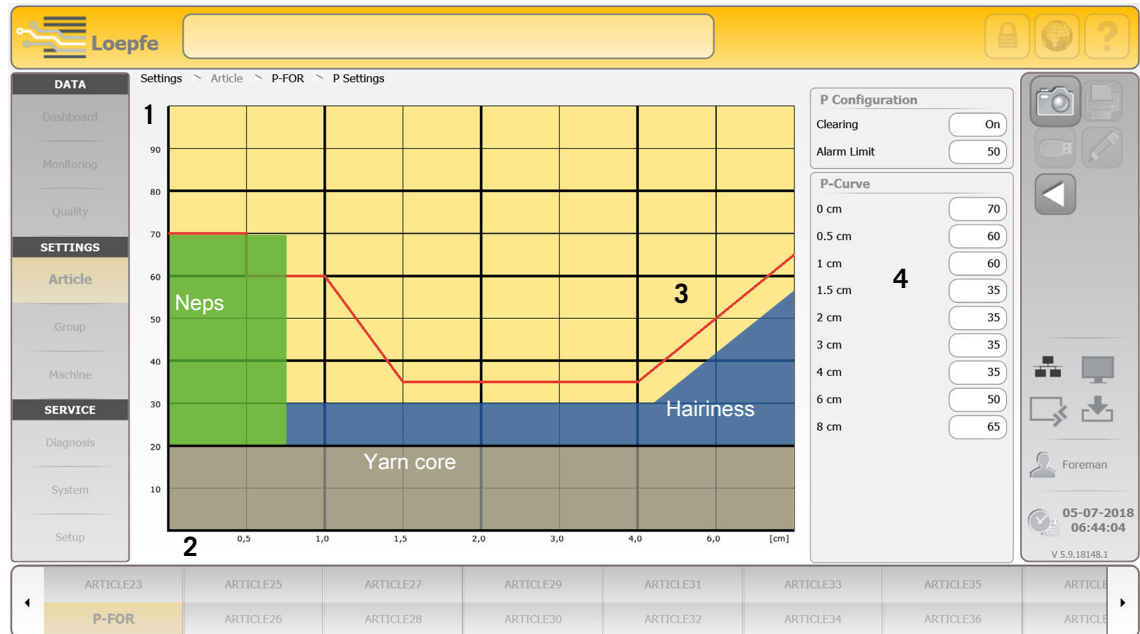 Loepfe
DATA
Dashboard
Monitoring
Quality
SETTINGS
Article
Group
Machine
SERVICE
Diagnosis
System
Setup
Settings > Article > P-FOR > P Settings
1
90
80
70
60
50
40
30
20
10
Neps
3
Hairiness
Yarn core
2
0,5 1,0 1,5 2,0 3,0 4,0 6,0 [cm]
P Configuration
Clearing On
Alarm Limit 50
P-Curve
0 cm 70
0.5 cm 60
1 cm 60
4
1.5 cm 35
2 cm 35
3 cm 35
4 cm 35
6 cm 50
8 cm 65
?
Foreman
05-07-2018
06:44:04
V 5.9.18148.1
ARTICLE23 ARTICLE25 ARTICLE27 ARTICLE29 ARTICLE31 ARTICLE33 ARTICLE35 ARTICLE
P-FOR ARTICLE26 ARTICLE28 ARTICLE30 ARTICLE32 ARTICLE34 ARTICLE36 ARTICLE